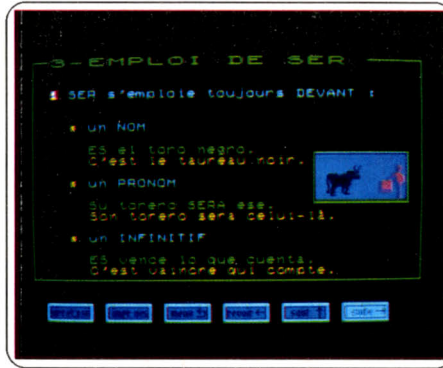 3-EMPLOI DE SER
SER s'emploie toujours DEVANT :
* un NOM
ES el toro negro.
C'est le taureau noir.
* un PRONOM
Su torero SERA ese.
Son torero sera celui-là.
* un INFINITIF
ES vence lo que cuenta.
C'est vaincre qui compte.